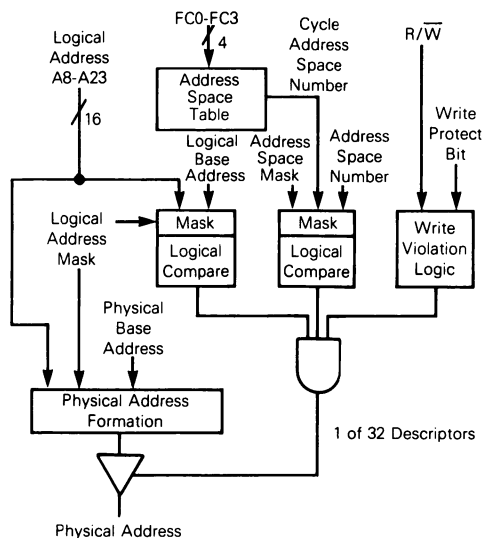 Logical
Address
A8-A23
16
FC0-FC3
4
Address
Space
Table
Cycle
Address
Space
Number
R/W̅
Write
Protect
Bit
Logical
Base
Address
Address
Space
Mask
Address
Space
Number
Logical
Address
Mask
Mask
Logical
Compare
Mask
Logical
Compare
Write
Violation
Logic
Physical
Base
Address
Physical Address
Formation
1 of 32 Descriptors
Physical Address